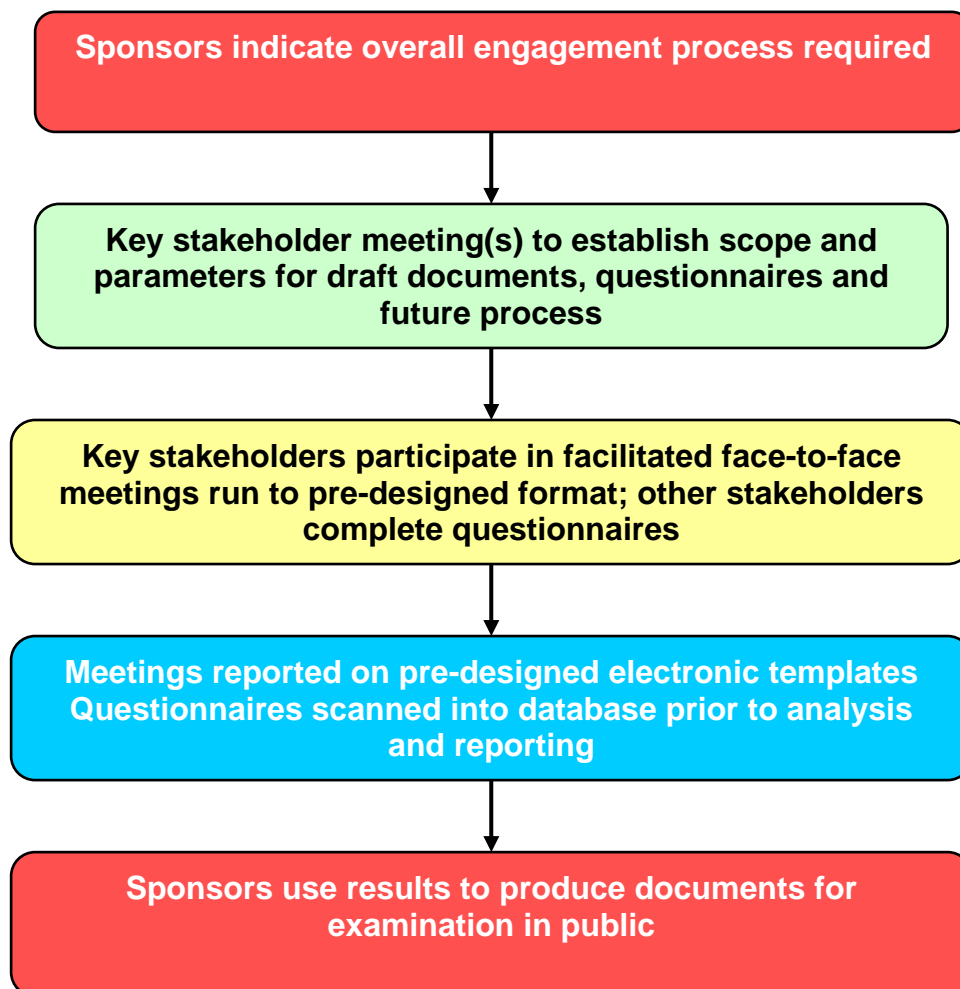 Sponsors indicate overall engagement process required
Key stakeholder meeting(s) to establish scope and
parameters for draft documents, questionnaires and
future process
Key stakeholders participate in facilitated face-to-face
meetings run to pre-designed format; other stakeholders
complete questionnaires
Meetings reported on pre-designed electronic templates
Questionnaires scanned into database prior to analysis
and reporting
Sponsors use results to produce documents for
examination in public